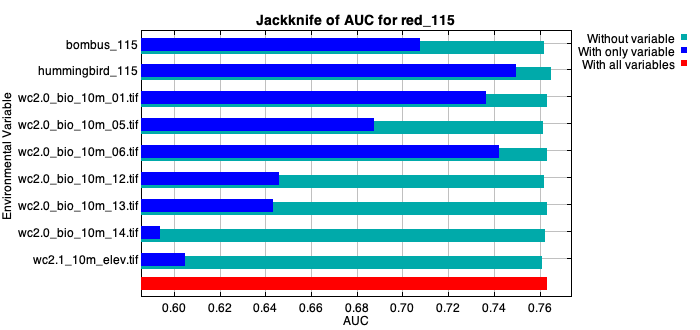 Jackknife of AUC for red_115
Without variable
With only variable
With all variables
Environmental Variable
bombus_115
hummingbird_115
wc2.0_bio_10m_01.tif
wc2.0_bio_10m_05.tif
wc2.0_bio_10m_06.tif
wc2.0_bio_10m_12.tif
wc2.0_bio_10m_13.tif
wc2.0_bio_10m_14.tif
wc2.1_10m_elev.tif
0.60 0.62 0.64 0.66 0.68 0.70 0.72 0.74 0.76
AUC